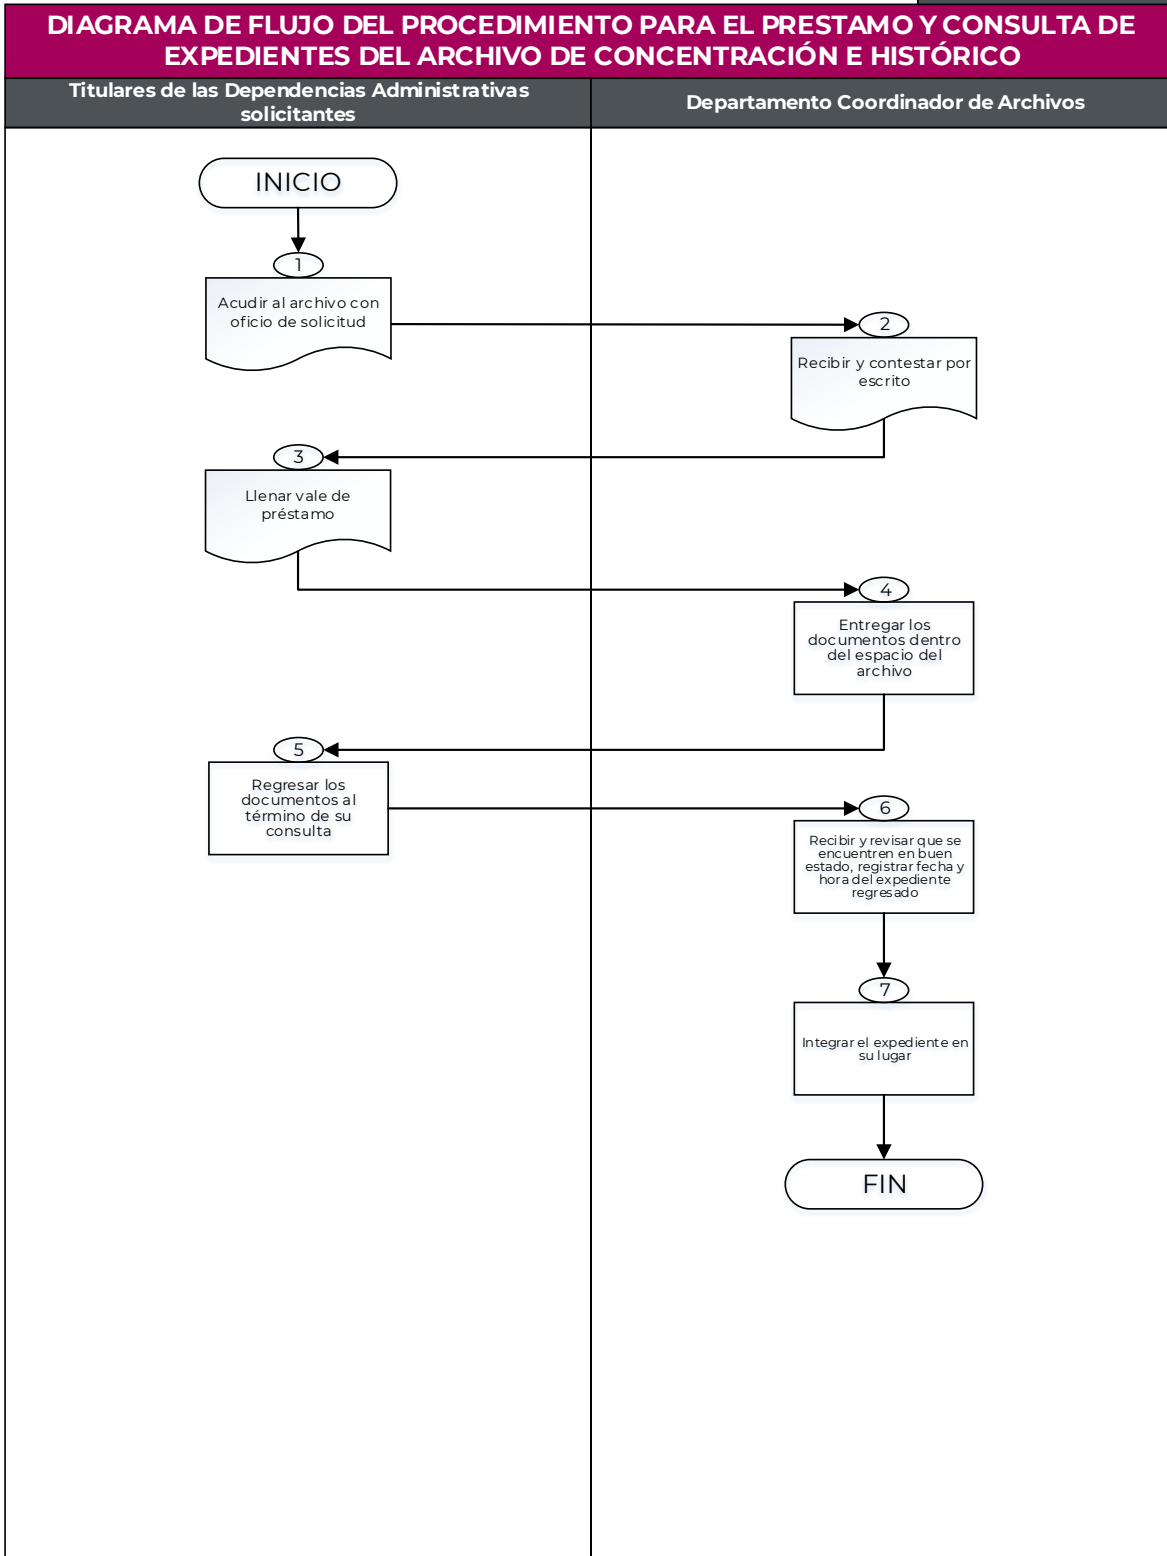 DIAGRAMA DE FLUJO DEL PROCEDIMIENTO PARA EL PRESTAMO Y CONSULTA DE
EXPEDIENTES DEL ARCHIVO DE CONCENTRACIÓN E HISTÓRICO
Titulares de las Dependencias Administrativas
solicitantes
Departamento Coordinador de Archivos
INICIO
1
Acudir al archivo con
oficio de solicitud
2
Recibir y contestar por
escrito
3
Llenar vale de
préstamo
4
Entregar los
documentos dentro
del espacio del
archivo
5
Regresar los
documentos al
término de su
consulta
6
Recibir y revisar que se
encuentren en buen
estado, registrar fecha y
hora del expediente
regresado
7
Integrar el expediente en
su lugar
FIN